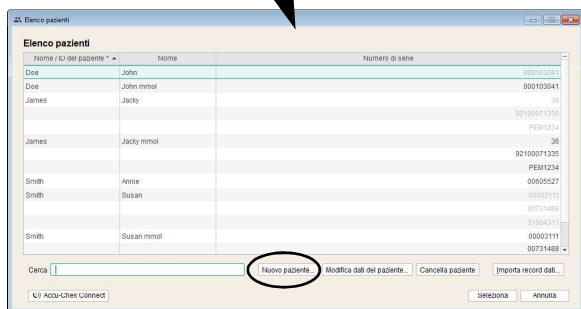 Elenco pazienti
Elenco pazienti
Nome / ID del paziente * Nome Numero di serie
Doe John 000103041
Doe John mmol 000103041
James Jacky 36
92100071335
PEM1234
James Jacky mmol 36
92100071335
PEM1234
Smith Annie 00605527
Smith Susan 00003111
00731488
31004313
Smith Susan mmol 00003111
00731488
Cerca Nuovo paziente... Modifica dati del paziente... Cancella paziente Importa record dati...
Accu-Chek Connect Seleziona Annulla